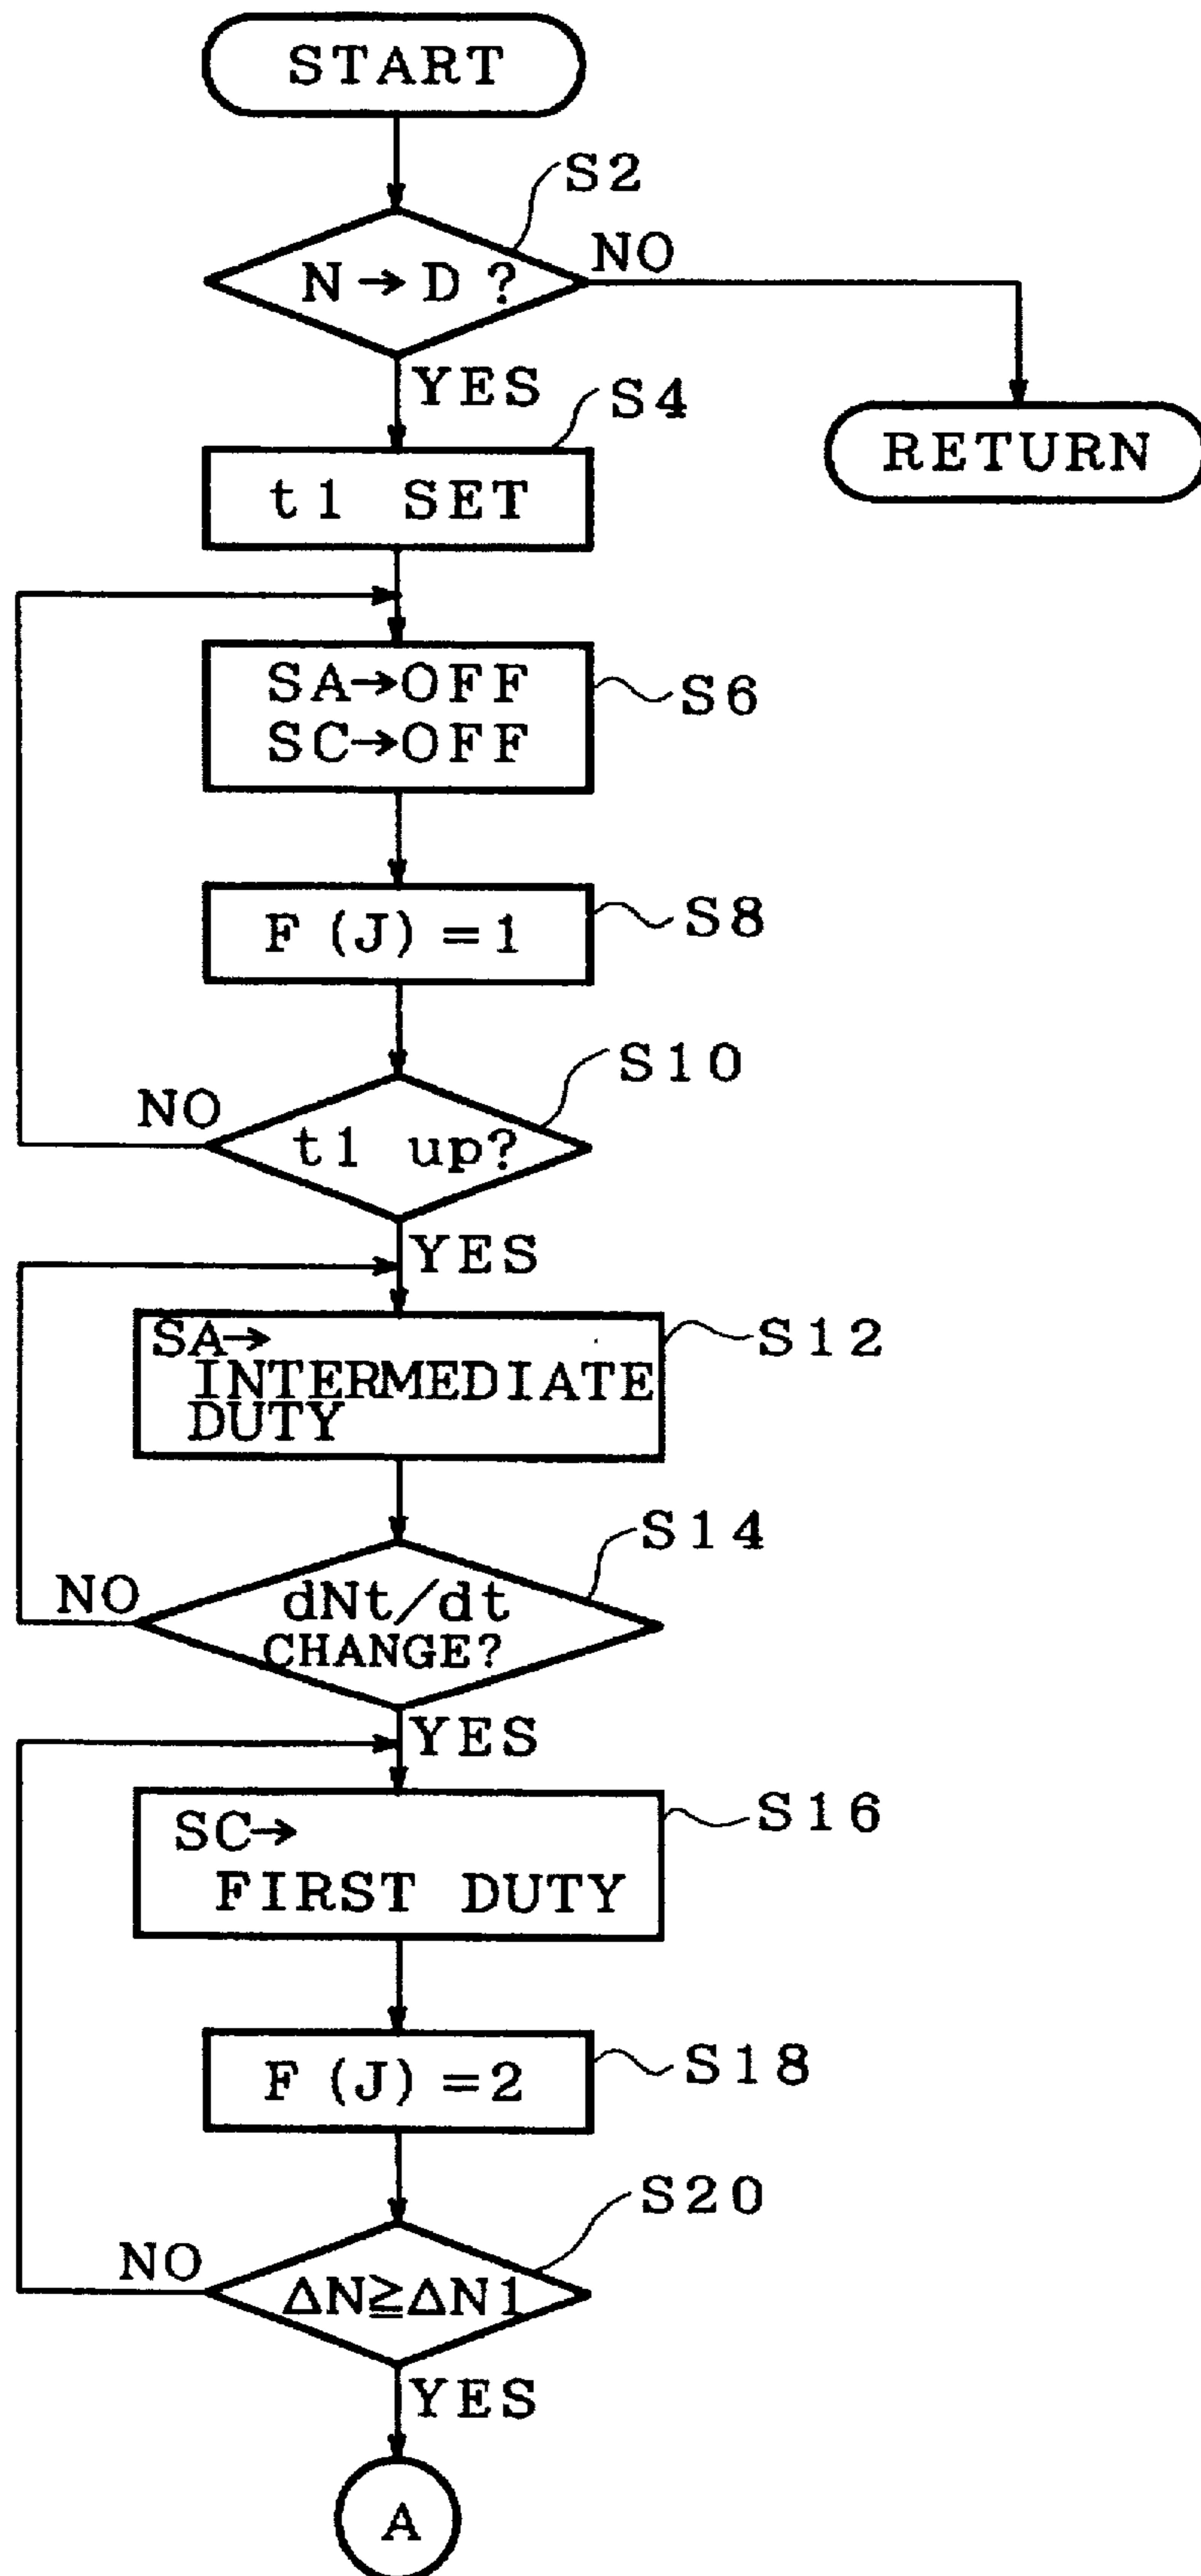 START
S2
N→D?
NO
YES
S4
RETURN
t1 SET
SA→OFF
SC→OFF
S6
F(J)=1
S8
S10
NO
t1 up?
YES
SA→
INTERMEDIATE
DUTY
S12
S14
NO
dNt/dt
CHANGE?
YES
SC→
FIRST DUTY
S16
F(J)=2
S18
S20
NO
ΔN≧ΔN1
YES
A